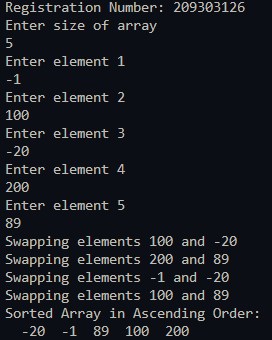 Registration Number: 209303126
Enter size of array
5
Enter element 1
-1
Enter element 2
100
Enter element 3
-20
Enter element 4
200
Enter element 5
89
Swapping elements 100 and -20
Swapping elements 200 and 89
Swapping elements -1 and -20
Swapping elements 100 and 89
Sorted Array in Ascending Order:
  -20  -1  89  100  200